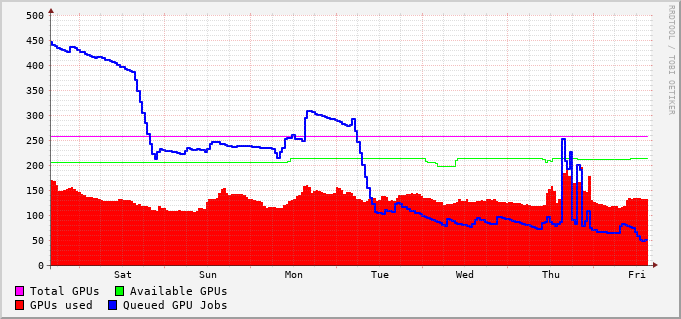 500
450
400
350
300
250
200
150
100
50
0
Sat Sun Mon Tue Wed Thu Fri
Total GPUs Available GPUs
GPUs used Queued GPU Jobs
RRDTOOL / TOBI OETIKER